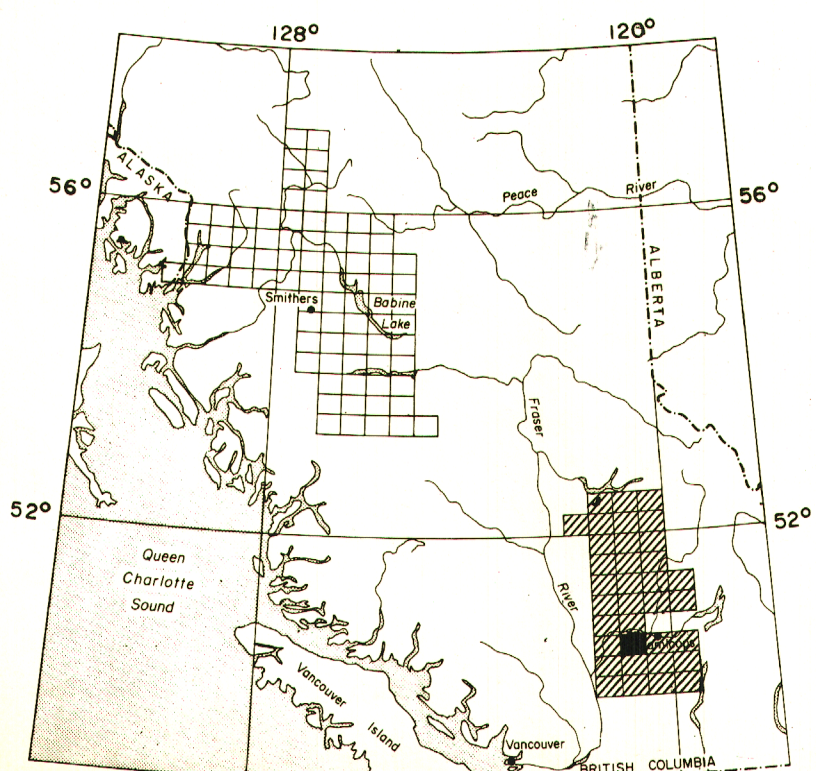 128°
120°
ALASKA
56°
Peace
River
56°
ALBERTA
Smithers
Babine
Lake
Fraser
52°
52°
Queen
Charlotte
Sound
River
Vancouver
Island
Vancouver
BRITISH COLUMBIA